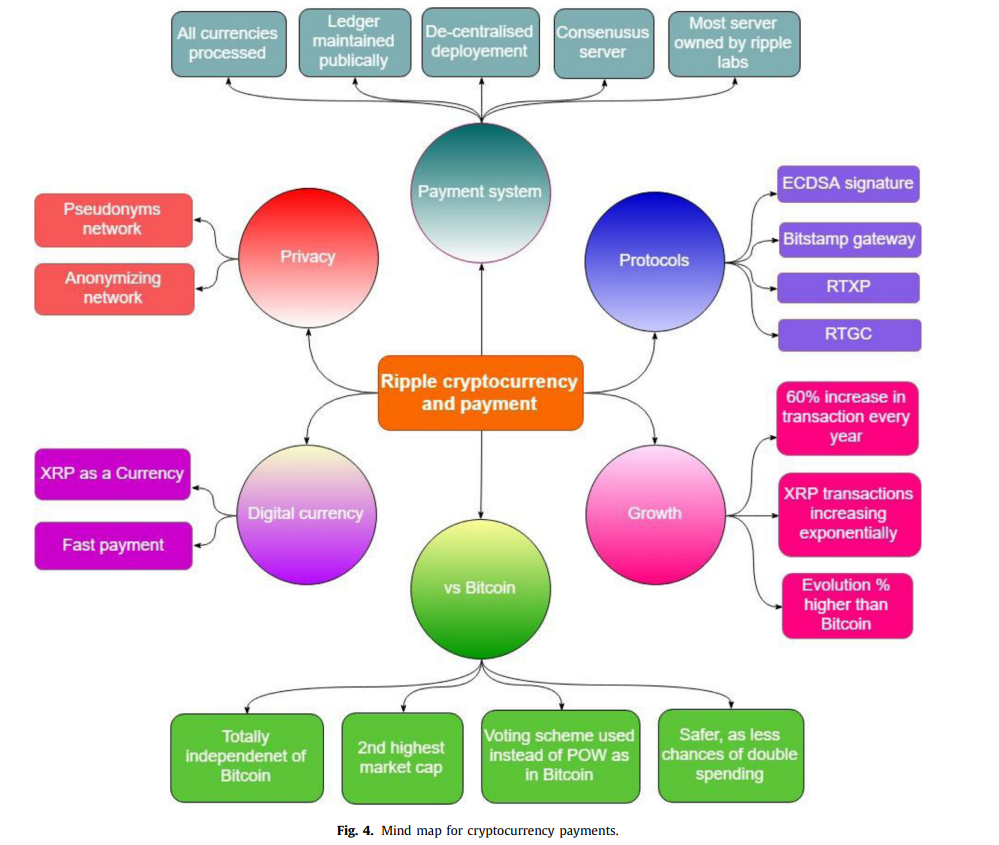 All currencies
processed
Ledger
maintained
publically
De-centralised
deployement
Consenusus
server
Most server
owned by ripple
labs
Payment system
Privacy
Pseudonyms
network
Anonymizing
network
Protocols
ECDSA signature
Bitstamp gateway
RTXP
RTGC
Ripple cryptocurrency
and payment
Digital currency
XRP as a Currency
Fast payment
Growth
60% increase in
transaction every
year
XRP transactions
increasing
exponentially
Evolution %
higher than
Bitcoin
vs Bitcoin
Totally
independenet of
Bitcoin
2nd highest
market cap
Voting scheme used
instead of POW as
in Bitcoin
Safer, as less
chances of double
spending
Fig. 4. Mind map for cryptocurrency payments.